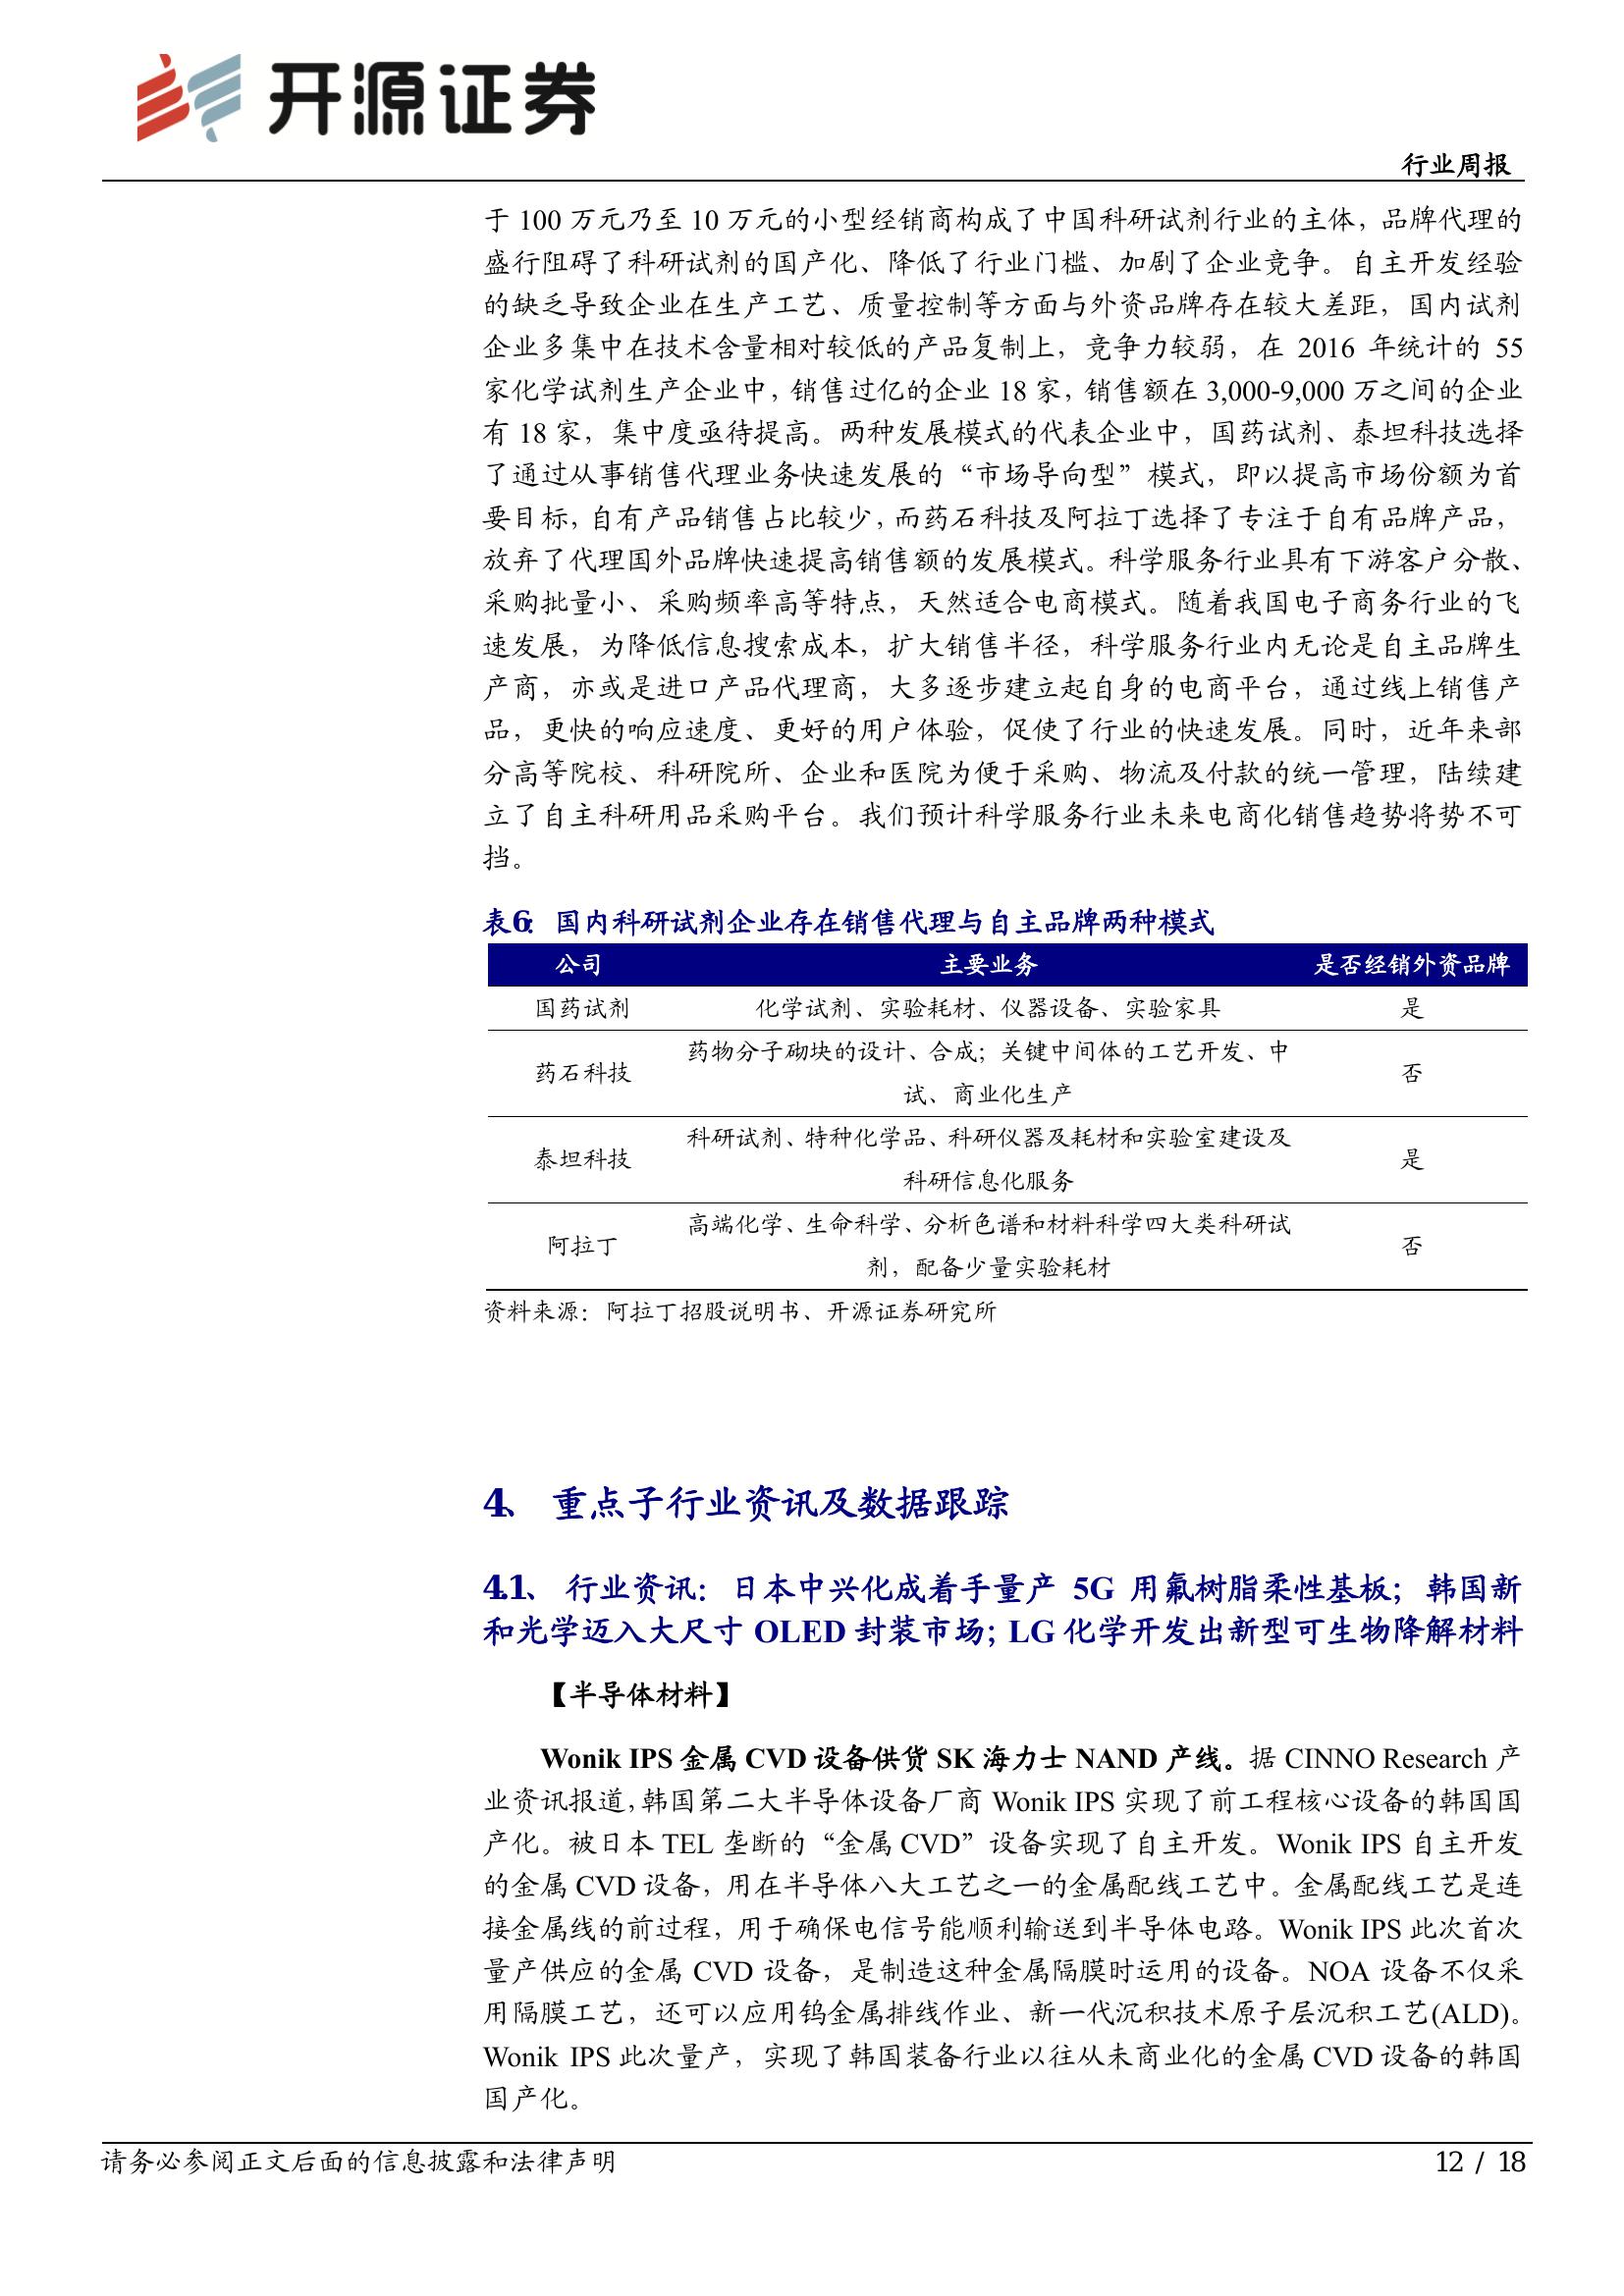 开源证券
行业周报
于 100 万元乃至 10 万元的小型经销商构成了中国科研试剂行业的主体，品牌代理的
盛行阻碍了科研试剂的国产化、降低了行业门槛、加剧了企业竞争。自主开发经验
的缺乏导致企业在生产工艺、质量控制等方面与外资品牌存在较大差距，国内试剂
企业多集中在技术含量相对较低的产品复制上，竞争力较弱，在 2016 年统计的 55
家化学试剂生产企业中，销售过亿的企业 18 家，销售额在 3,000-9,000 万之间的企业
有 18 家，集中度亟待提高。两种发展模式的代表企业中，国药试剂、泰坦科技选择
了通过从事销售代理业务快速发展的“市场导向型”模式，即以提高市场份额为首
要目标，自有产品销售占比较少，而药石科技及阿拉丁选择了专注于自有品牌产品，
放弃了代理国外品牌快速提高销售额的发展模式。科学服务行业具有下游客户分散、
采购批量小、采购频率高等特点，天然适合电商模式。随着我国电子商务行业的飞
速发展，为降低信息搜索成本，扩大销售半径，科学服务行业内无论是自主品牌生
产商，亦或是进口产品代理商，大多逐步建立起自身的电商平台，通过线上销售产
品，更快的响应速度、更好的用户体验，促使了行业的快速发展。同时，近年来部
分高等院校、科研院所、企业和医院为便于采购、物流及付款的统一管理，陆续建
立了自主科研用品采购平台。我们预计科学服务行业未来电商化销售趋势将势不可
挡。
表6： 国内科研试剂企业存在销售代理与自主品牌两种模式
公司 主要业务 是否经销外资品牌
国药试剂 化学试剂、实验耗材、仪器设备、实验家具 是
药物分子砌块的设计、合成；关键中间体的工艺开发、中
药石科技 否
试、商业化生产
科研试剂、特种化学品、科研仪器及耗材和实验室建设及
泰坦科技 是
科研信息化服务
高端化学、生命科学、分析色谱和材料科学四大类科研试
阿拉丁 否
剂，配备少量实验耗材
资料来源：阿拉丁招股说明书、开源证券研究所
4、 重点子行业资讯及数据跟踪
4.1、 行业资讯：日本中兴化成着手量产 5G 用氟树脂柔性基板；韩国新
和光学迈入大尺寸 OLED 封装市场；LG 化学开发出新型可生物降解材料
【半导体材料】
Wonik IPS 金属 CVD 设备供货 SK 海力士 NAND 产线。据 CINNO Research 产
业资讯报道，韩国第二大半导体设备厂商 Wonik IPS 实现了前工程核心设备的韩国国
产化。被日本 TEL 垄断的“金属 CVD”设备实现了自主开发。Wonik IPS 自主开发
的金属 CVD 设备，用在半导体八大工艺之一的金属配线工艺中。金属配线工艺是连
接金属线的前过程，用于确保电信号能顺利输送到半导体电路。Wonik IPS 此次首次
量产供应的金属 CVD 设备，是制造这种金属隔膜时运用的设备。NOA 设备不仅采
用隔膜工艺，还可以应用钨金属排线作业、新一代沉积技术原子层沉积工艺(ALD)。
Wonik IPS 此次量产，实现了韩国装备行业以往从未商业化的金属 CVD 设备的韩国
国产化。
请务必参阅正文后面的信息披露和法律声明
12 / 18